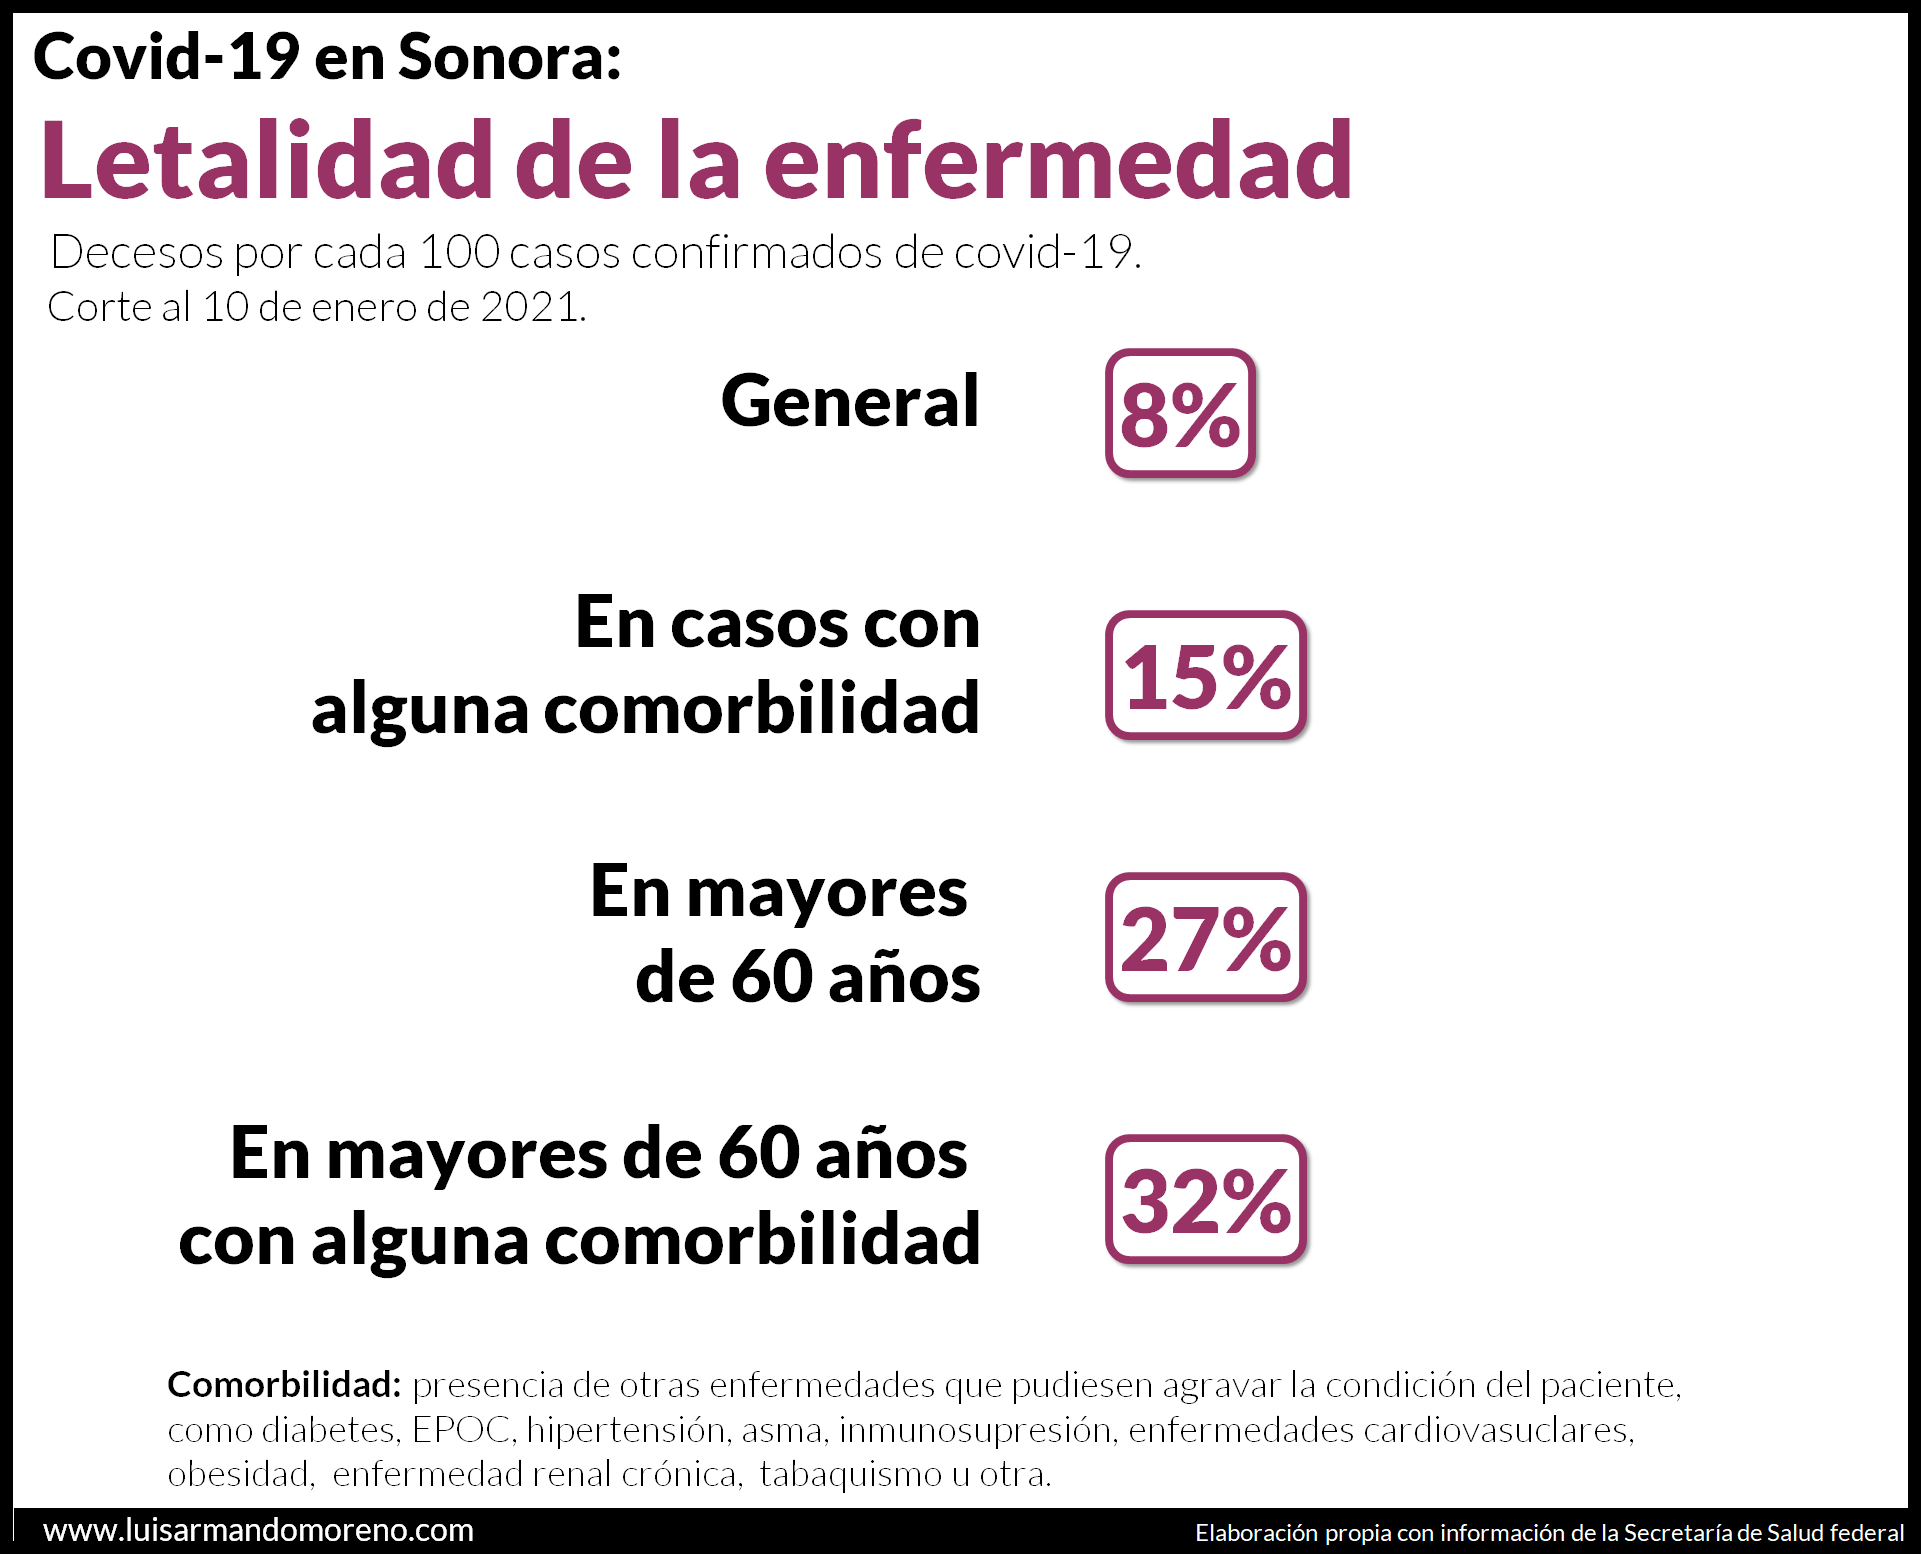 Covid-19 en Sonora:
Letalidad de la enfermedad
Decesos por cada 100 casos confirmados de covid-19.
Corte al 10 de enero de 2021.
General
8%
En casos con
alguna comorbilidad
15%
En mayores
de 60 años
27%
En mayores de 60 años
con alguna comorbilidad
32%
Comorbilidad: presencia de otras enfermedades que pudiesen agravar la condición del paciente,
como diabetes, EPOC, hipertensión, asma, inmunosupresión, enfermedades cardiovasuclares,
obesidad, enfermedad renal crónica, tabaquismo u otra.
www.luisarmandomoreno.com
Elaboración propia con información de la Secretaría de Salud federal